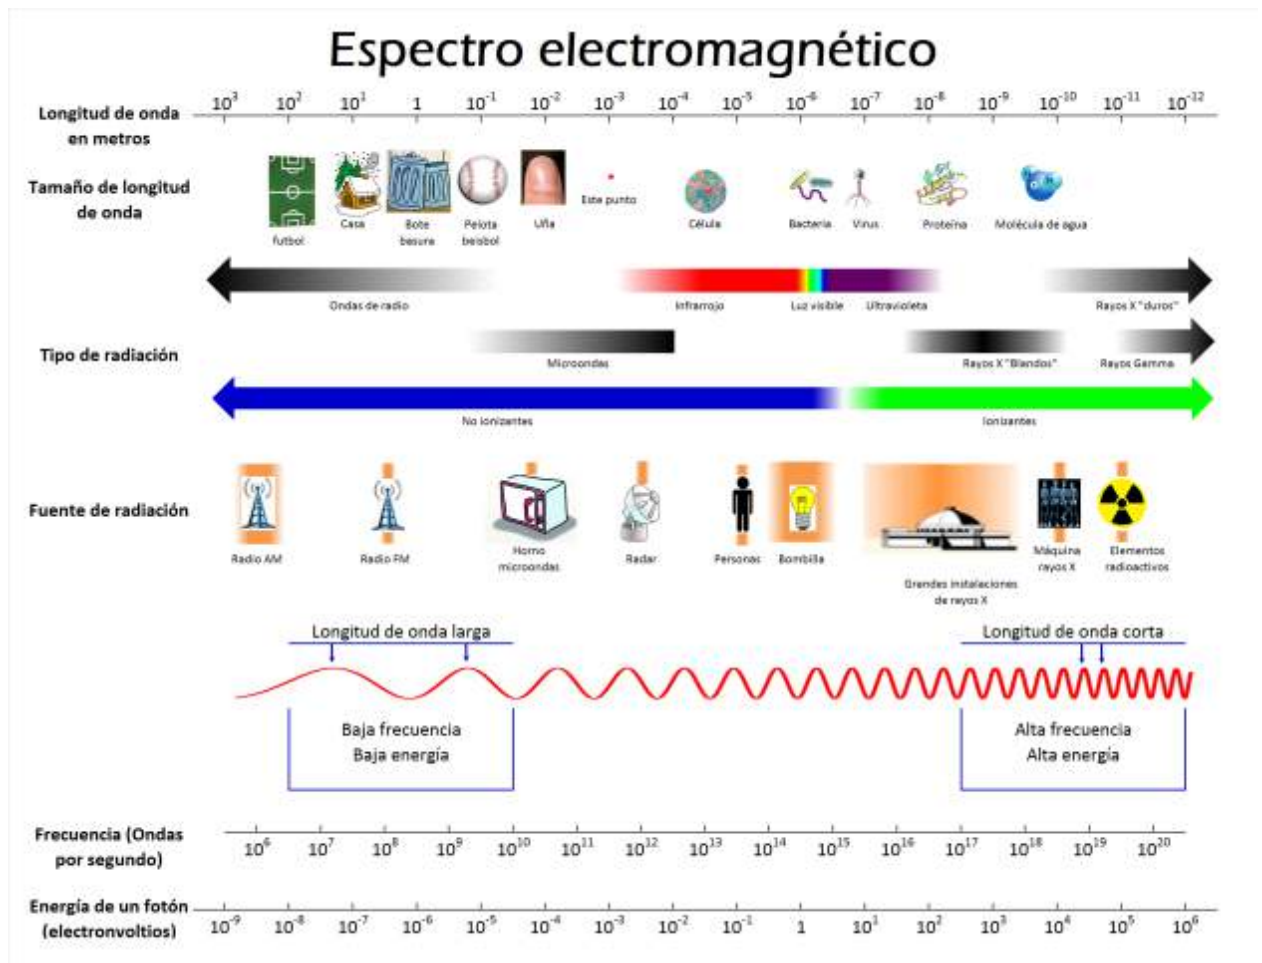 Espectro electromagnético
Longitud de onda
en metros
10³ 10² 10¹ 1 10⁻¹ 10⁻² 10⁻³ 10⁻⁴ 10⁻⁵ 10⁻⁶ 10⁻⁷ 10⁻⁸ 10⁻⁹ 10⁻¹⁰ 10⁻¹¹ 10⁻¹²
Tamaño de longitud
de onda
futbol
Casa
Bote
basura
Pelota
beisbol
Uña
Este punto
Célula
Bacteria
Virus
Proteína
Molécula de agua
Ondas de radio
Infrarrojo
Luz visible
Ultravioleta
Rayos X "duros"
Tipo de radiación
Microondas
Rayos X "Blandos"
Rayos Gamma
No ionizantes
Ionizantes
Fuente de radiación
Radio AM
Radio FM
Horno
microondas
Radar
Personas
Bombilla
Grandes instalaciones
de rayos X
Máquina
rayos X
Elementos
radioactivos
Longitud de onda larga
Longitud de onda corta
Baja frecuencia
Baja energía
Alta frecuencia
Alta energía
Frecuencia (Ondas
por segundo)
10⁶ 10⁷ 10⁸ 10⁹ 10¹⁰ 10¹¹ 10¹² 10¹³ 10¹⁴ 10¹⁵ 10¹⁶ 10¹⁷ 10¹⁸ 10¹⁹ 10²⁰
Energía de un fotón
(electronvoltios)
10⁻⁹ 10⁻⁸ 10⁻⁷ 10⁻⁶ 10⁻⁵ 10⁻⁴ 10⁻³ 10⁻² 10⁻¹ 1 10¹ 10² 10³ 10⁴ 10⁵ 10⁶